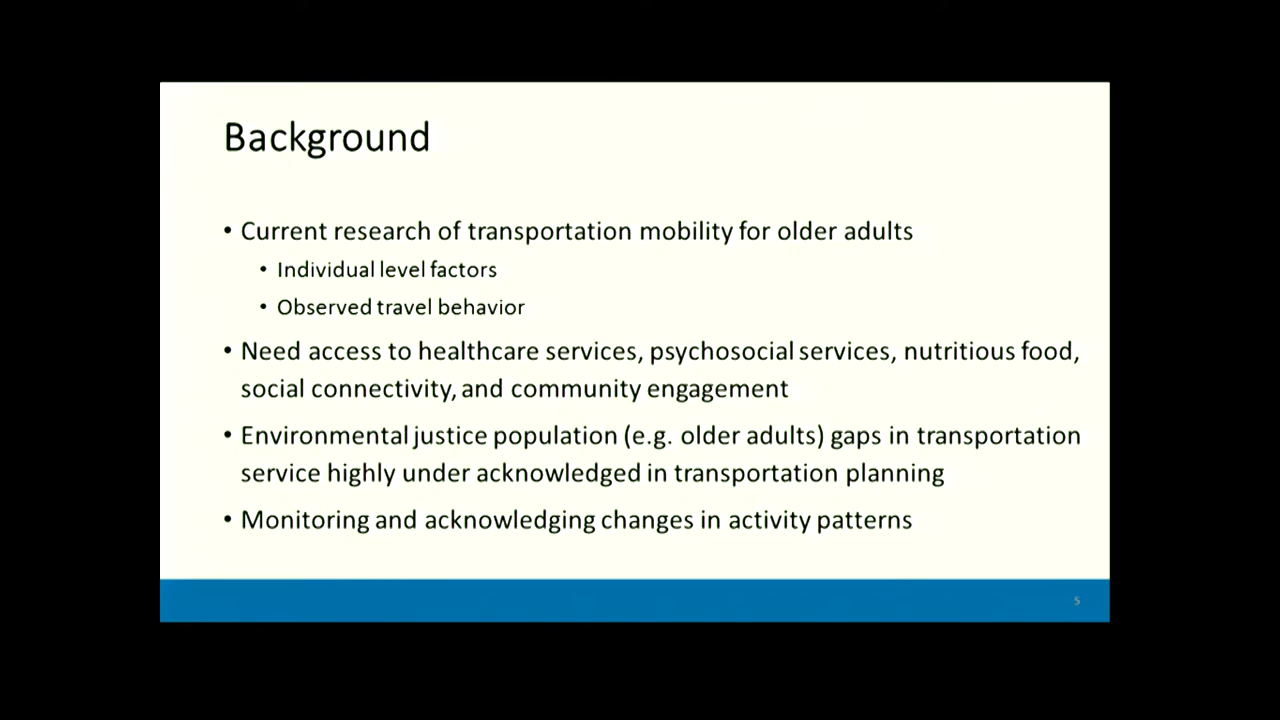 Background
• Current research of transportation mobility for older adults
• Individual level factors
• Observed travel behavior
• Need access to healthcare services, psychosocial services, nutritious food,
social connectivity, and community engagement
• Environmental justice population (e.g. older adults) gaps in transportation
service highly under acknowledged in transportation planning
• Monitoring and acknowledging changes in activity patterns
5